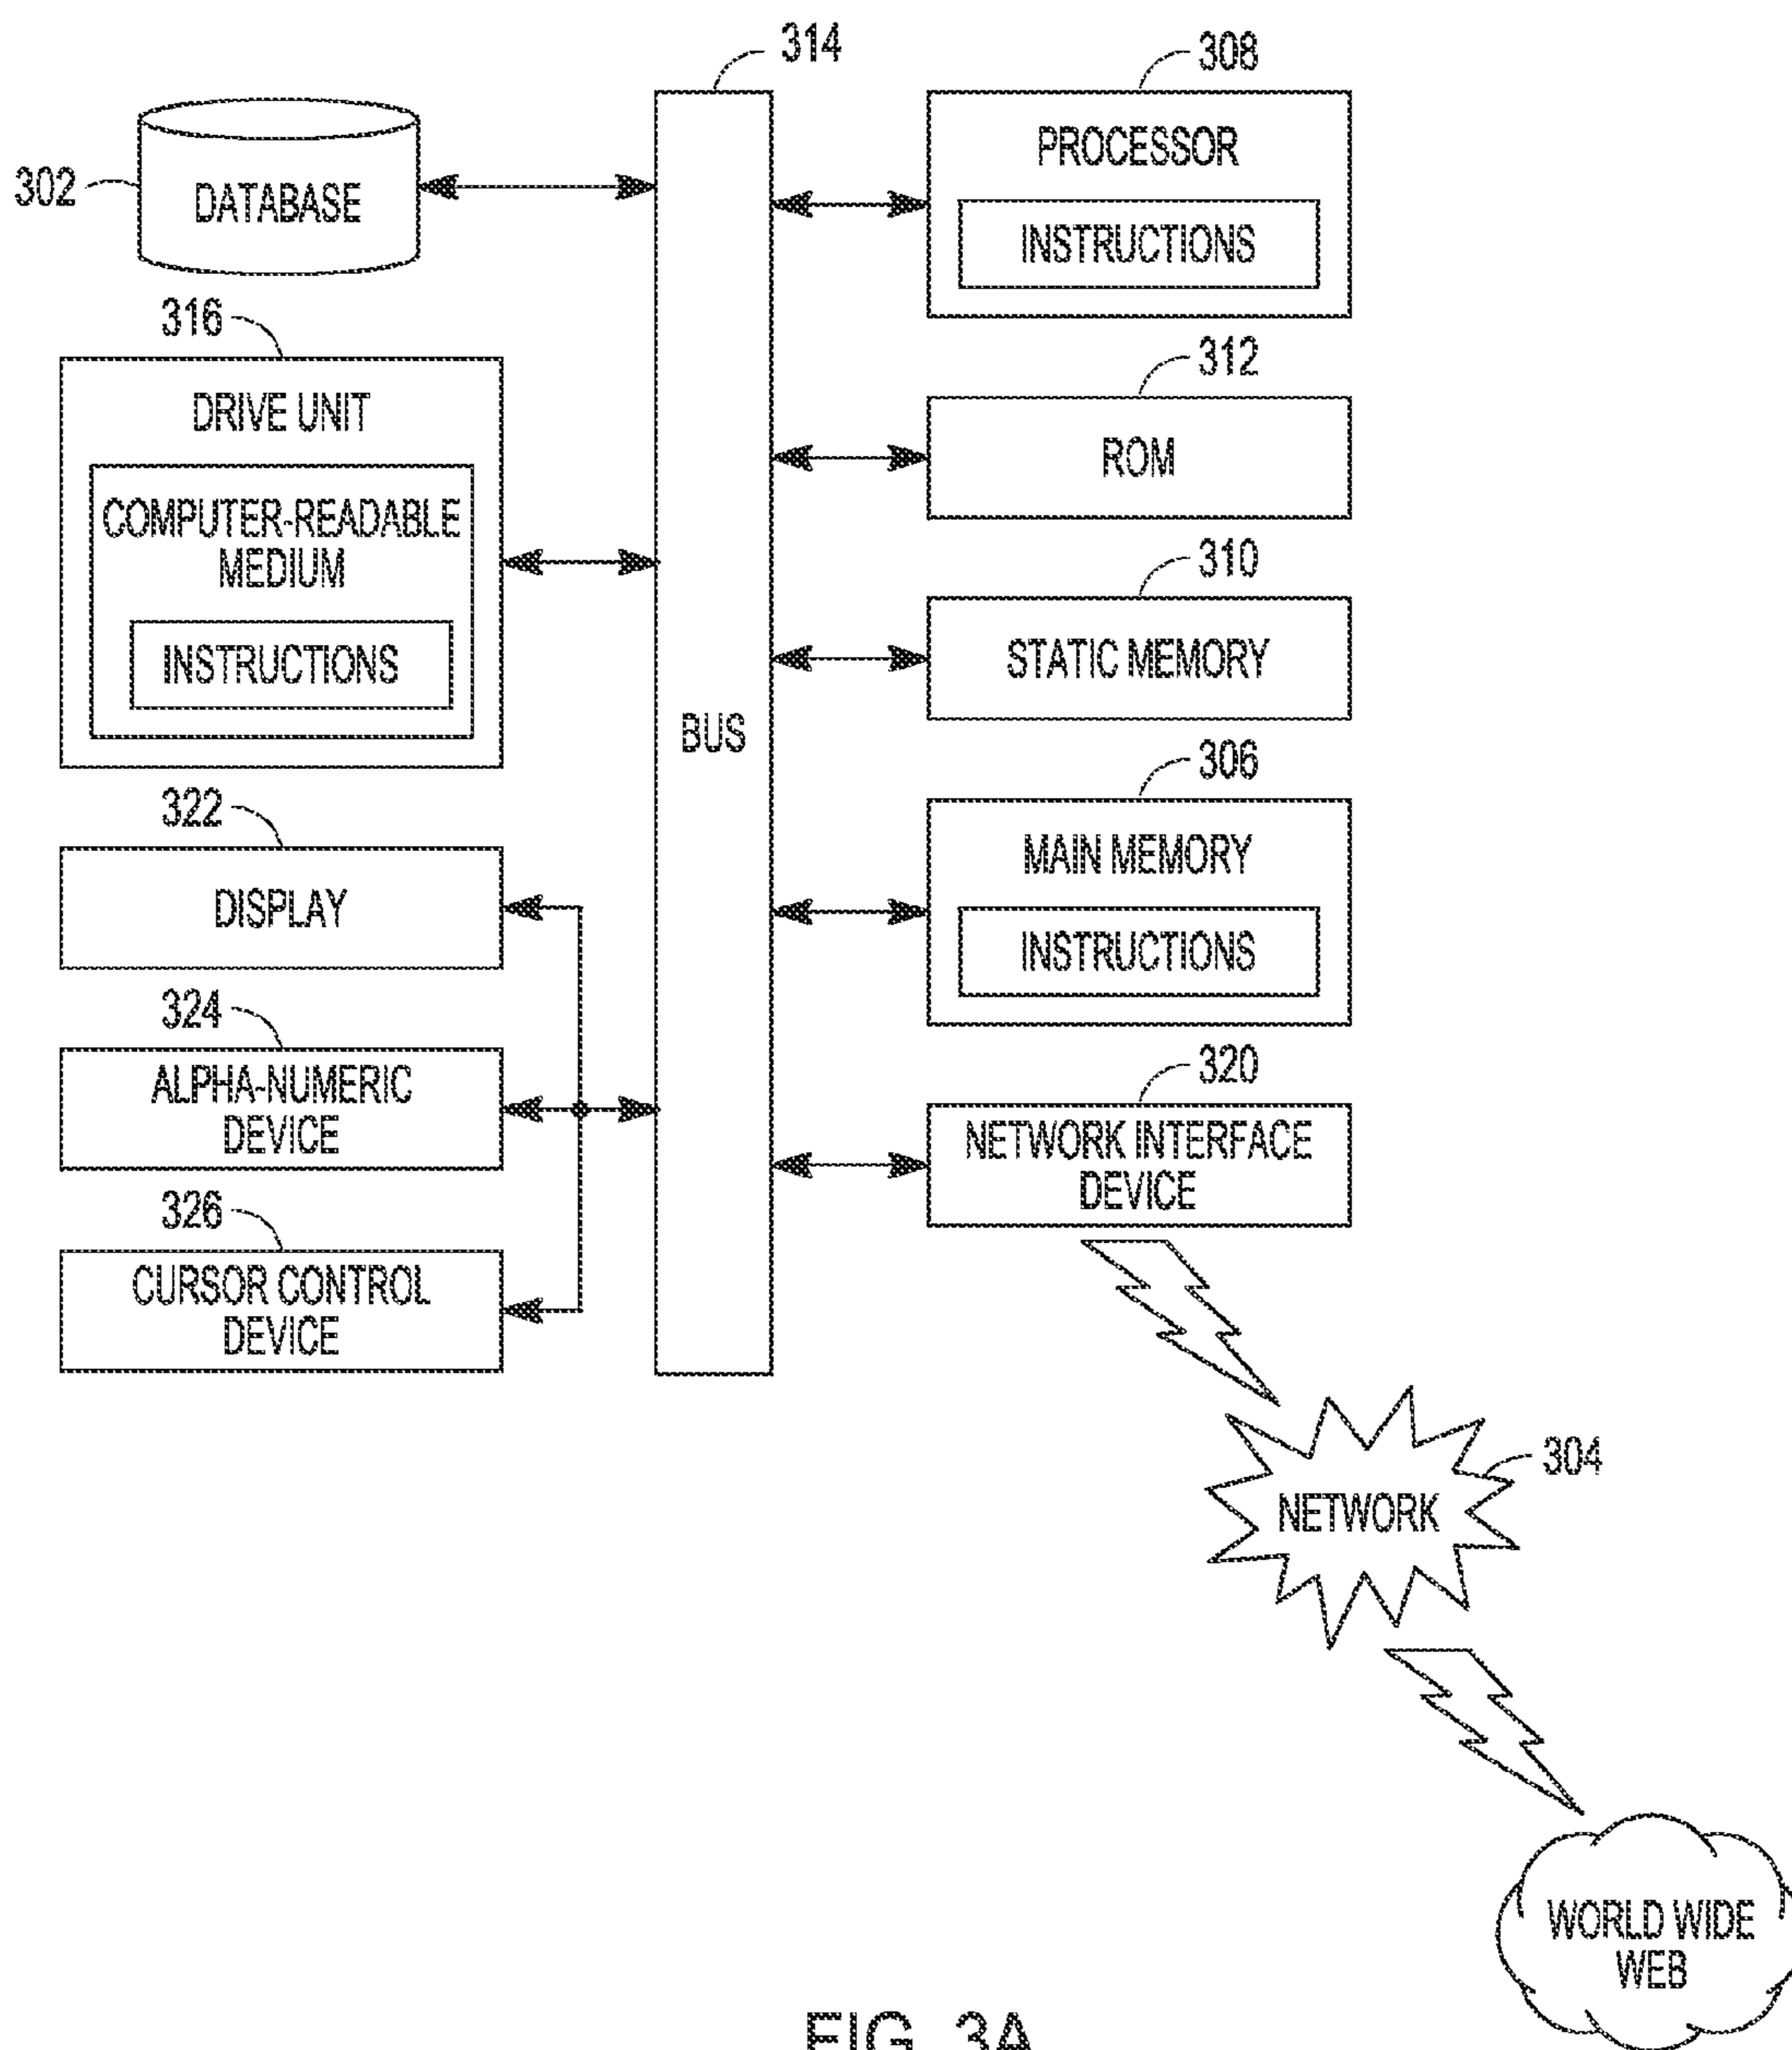 314
308
302
DATABASE
PROCESSOR
INSTRUCTIONS
316
DRIVE UNIT
COMPUTER-READABLE
MEDIUM
INSTRUCTIONS
312
ROM
310
STATIC MEMORY
BUS
306
MAIN MEMORY
INSTRUCTIONS
322
DISPLAY
324
ALPHA-NUMERIC
DEVICE
320
NETWORK INTERFACE
DEVICE
326
CURSOR CONTROL
DEVICE
304
NETWORK
WORLD WIDE
WEB
FIG. 3A